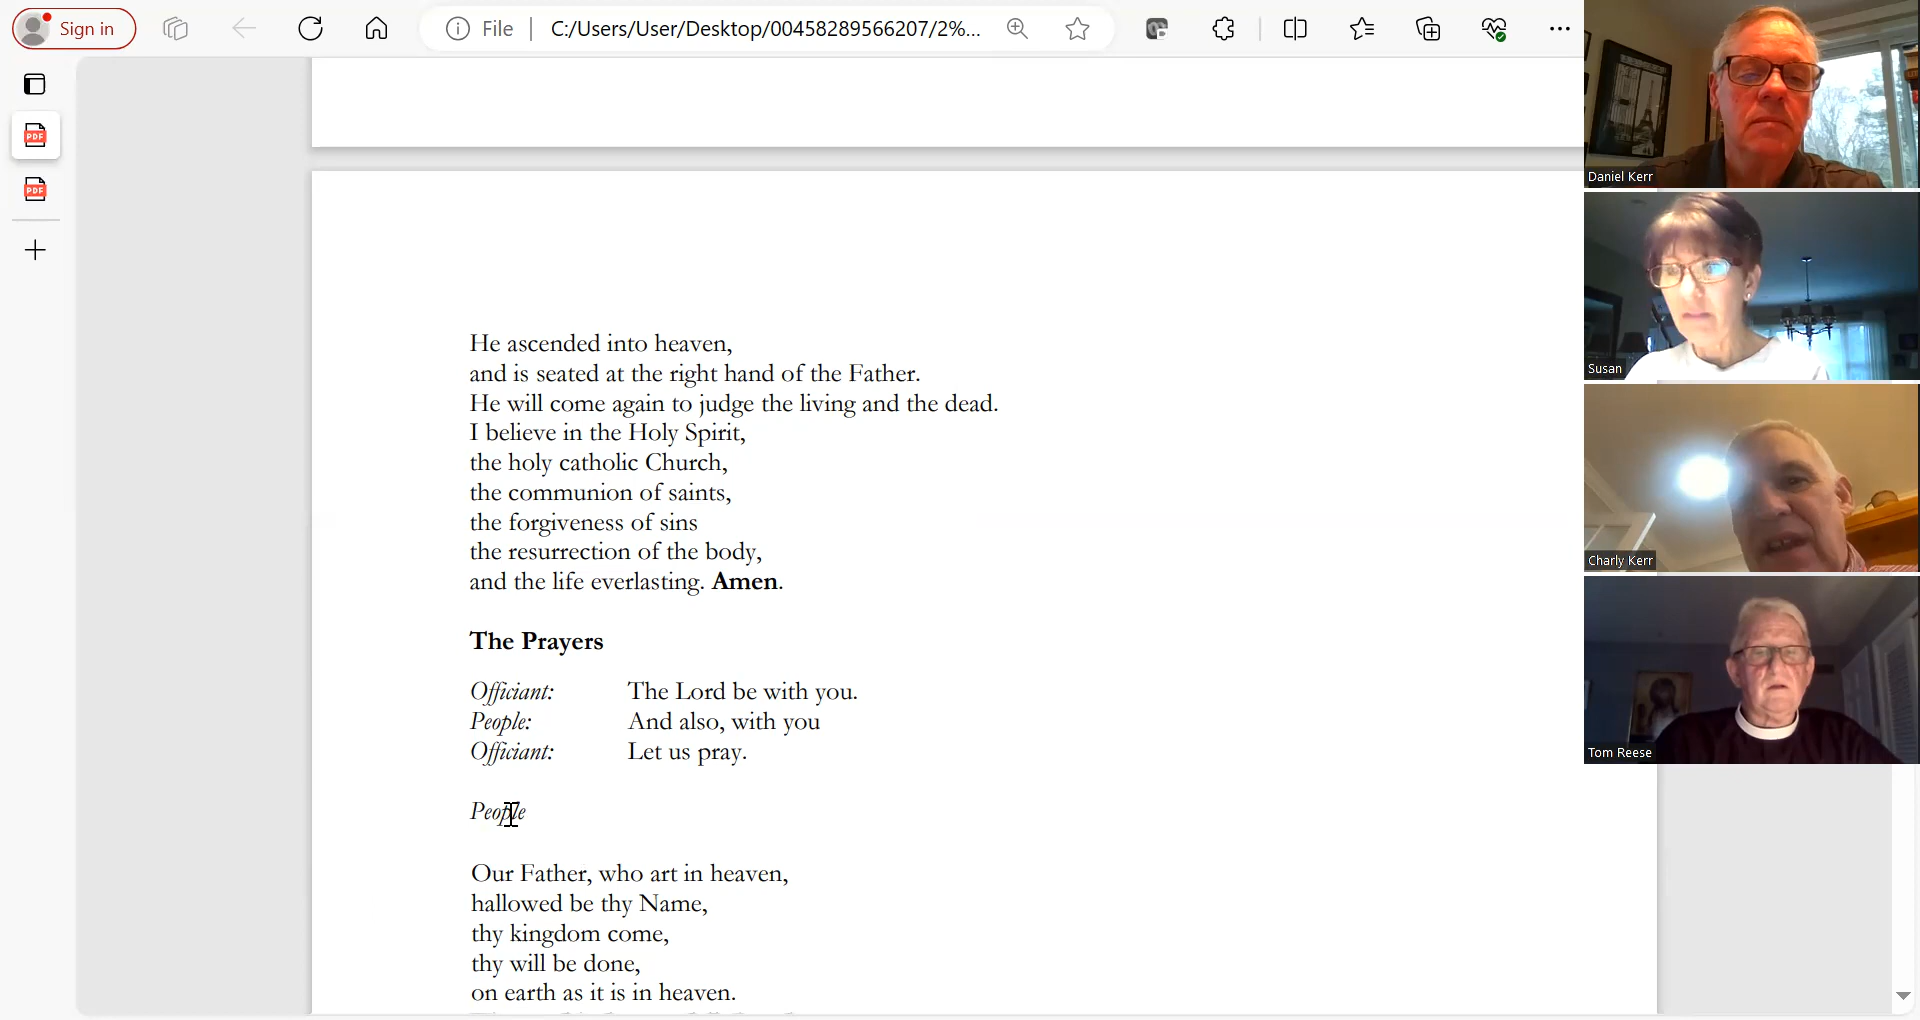 Sign in
File
C:/Users/User/Desktop/00458289566207/2%...
PDF
PDF
He ascended into heaven,
and is seated at the right hand of the Father.
He will come again to judge the living and the dead.
I believe in the Holy Spirit,
the holy catholic Church,
the communion of saints,
the forgiveness of sins
the resurrection of the body,
and the life everlasting. Amen.
The Prayers
Officiant: The Lord be with you.
People: And also, with you
Officiant: Let us pray.
People
Our Father, who art in heaven,
hallowed be thy Name,
thy kingdom come,
thy will be done,
on earth as it is in heaven.
Daniel Kerr
Susan
Charly Kerr
Tom Reese